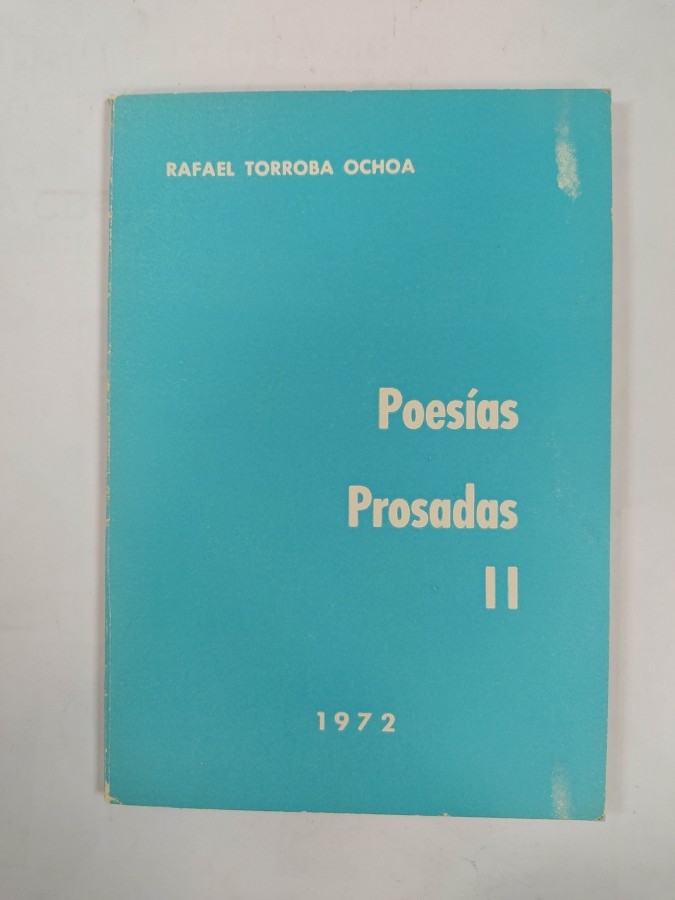 RAFAEL TORROBA OCHOA
Poesías
Prosadas
II
1972